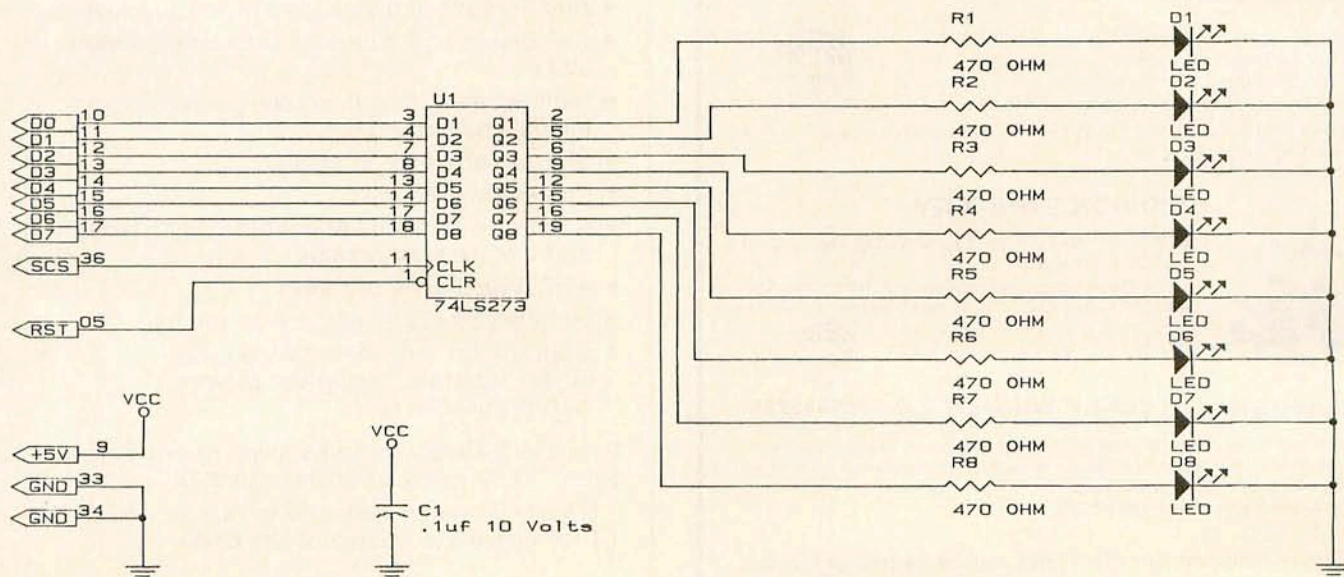 R1 D1
470 OHM LED
R2 D2
470 OHM LED
R3 D3
470 OHM LED
R4 D4
470 OHM LED
R5 D5
470 OHM LED
R6 D6
470 OHM LED
R7 D7
470 OHM LED
R8 D8
470 OHM LED
U1
D0 10 3 D1 Q1 2
D1 11 4 D2 Q2 5
D2 12 7 D3 Q3 6
D3 13 8 D4 Q4 9
D4 14 13 D5 Q5 12
D5 15 14 D6 Q6 15
D6 16 17 D7 Q7 16
D7 17 18 D8 Q8 19
SCS 36 11 CLK
1 CLR
74LS273
RST 05
VCC
+5V 9
GND 33
GND 34
VCC
C1
.1uf 10 Volts